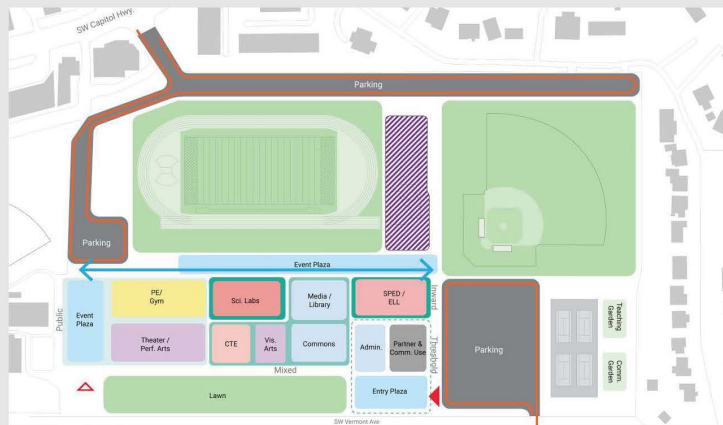 SW Capitol Hwy.
Parking
Parking
Event Plaza
Public
Event
Plaza
PE/
Gym
Sci. Labs
Media /
Library
SPED /
ELL
Inward
Theater /
Perf. Arts
CTE
Vis.
Arts
Commons
Admin.
Partner &
Comm. Use
Threshold
Mixed
Lawn
Entry Plaza
Parking
Teaching
Garden
Comm.
Garden
SW Vermont Ave